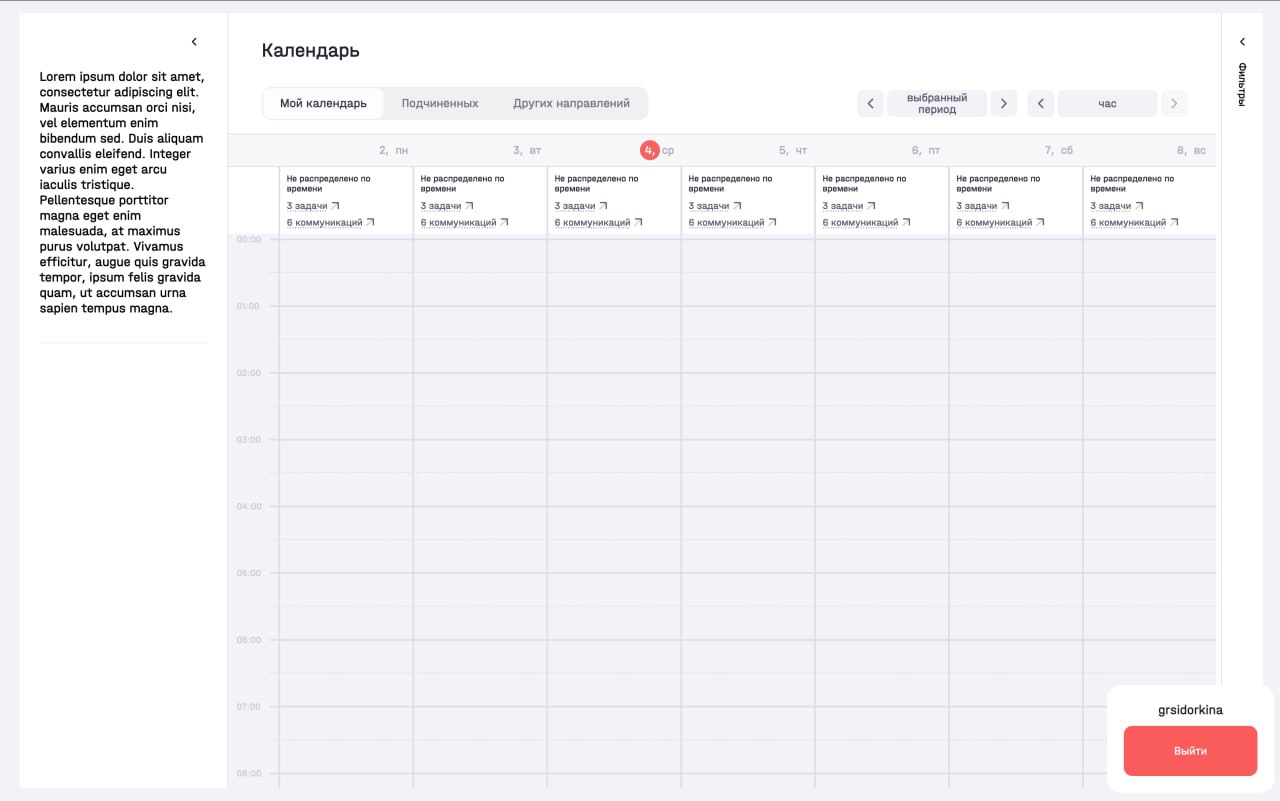 Lorem ipsum dolor sit amet,
consectetur adipiscing elit.
Mauris accumsan orci nisi,
vel elementum enim
bibendum sed. Duis aliquam
convallis eleifend. Integer
varius enim eget arcu
iaculis tristique.
Pellentesque porttitor
magna eget enim
malesuada, at maximus
purus volutpat. Vivamus
efficitur, augue quis gravida
tempor, ipsum felis gravida
quam, ut accumsan urna
sapien tempus magna.
Календарь
Мой календарь Подчиненных Других направлений
выбранный
период
час
Фильтры
2, пн 3, вт 4, ср 5, чт 6, пт 7, сб 8, вс
Не распределено по
времени
3 задачи
6 коммуникаций
Не распределено по
времени
3 задачи
6 коммуникаций
Не распределено по
времени
3 задачи
6 коммуникаций
Не распределено по
времени
3 задачи
6 коммуникаций
Не распределено по
времени
3 задачи
6 коммуникаций
Не распределено по
времени
3 задачи
6 коммуникаций
Не распределено по
времени
3 задачи
6 коммуникаций
00:00
01:00
02:00
03:00
04:00
05:00
06:00
07:00
08:00
grsidorkina
Выйти